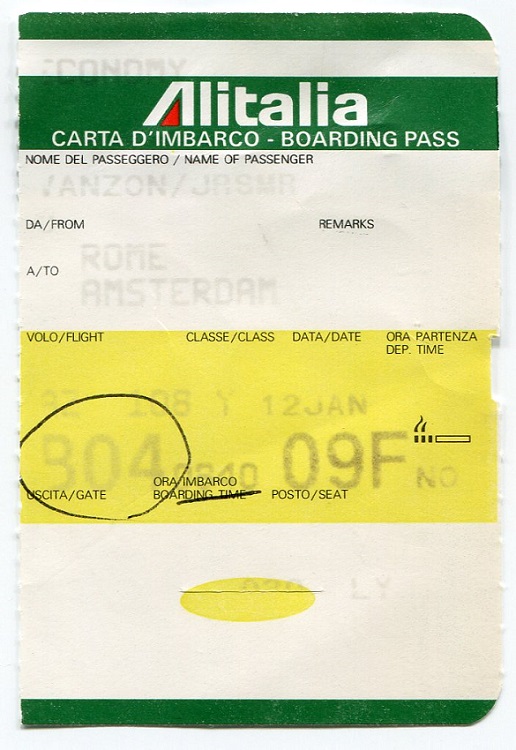 ECONOMY
Alitalia
CARTA D'IMBARCO - BOARDING PASS
NOME DEL PASSEGGERO / NAME OF PASSENGER
VANZON/JRSMR
DA/FROM REMARKS
ROME
A/TO
AMSTERDAM
VOLO/FLIGHT CLASSE/CLASS DATA/DATE ORA PARTENZA
DEP. TIME
Y 12JAN
B04 09F NO
ORA/IMBARCO
USCITA/GATE BOARDING TIME POSTO/SEAT
LY